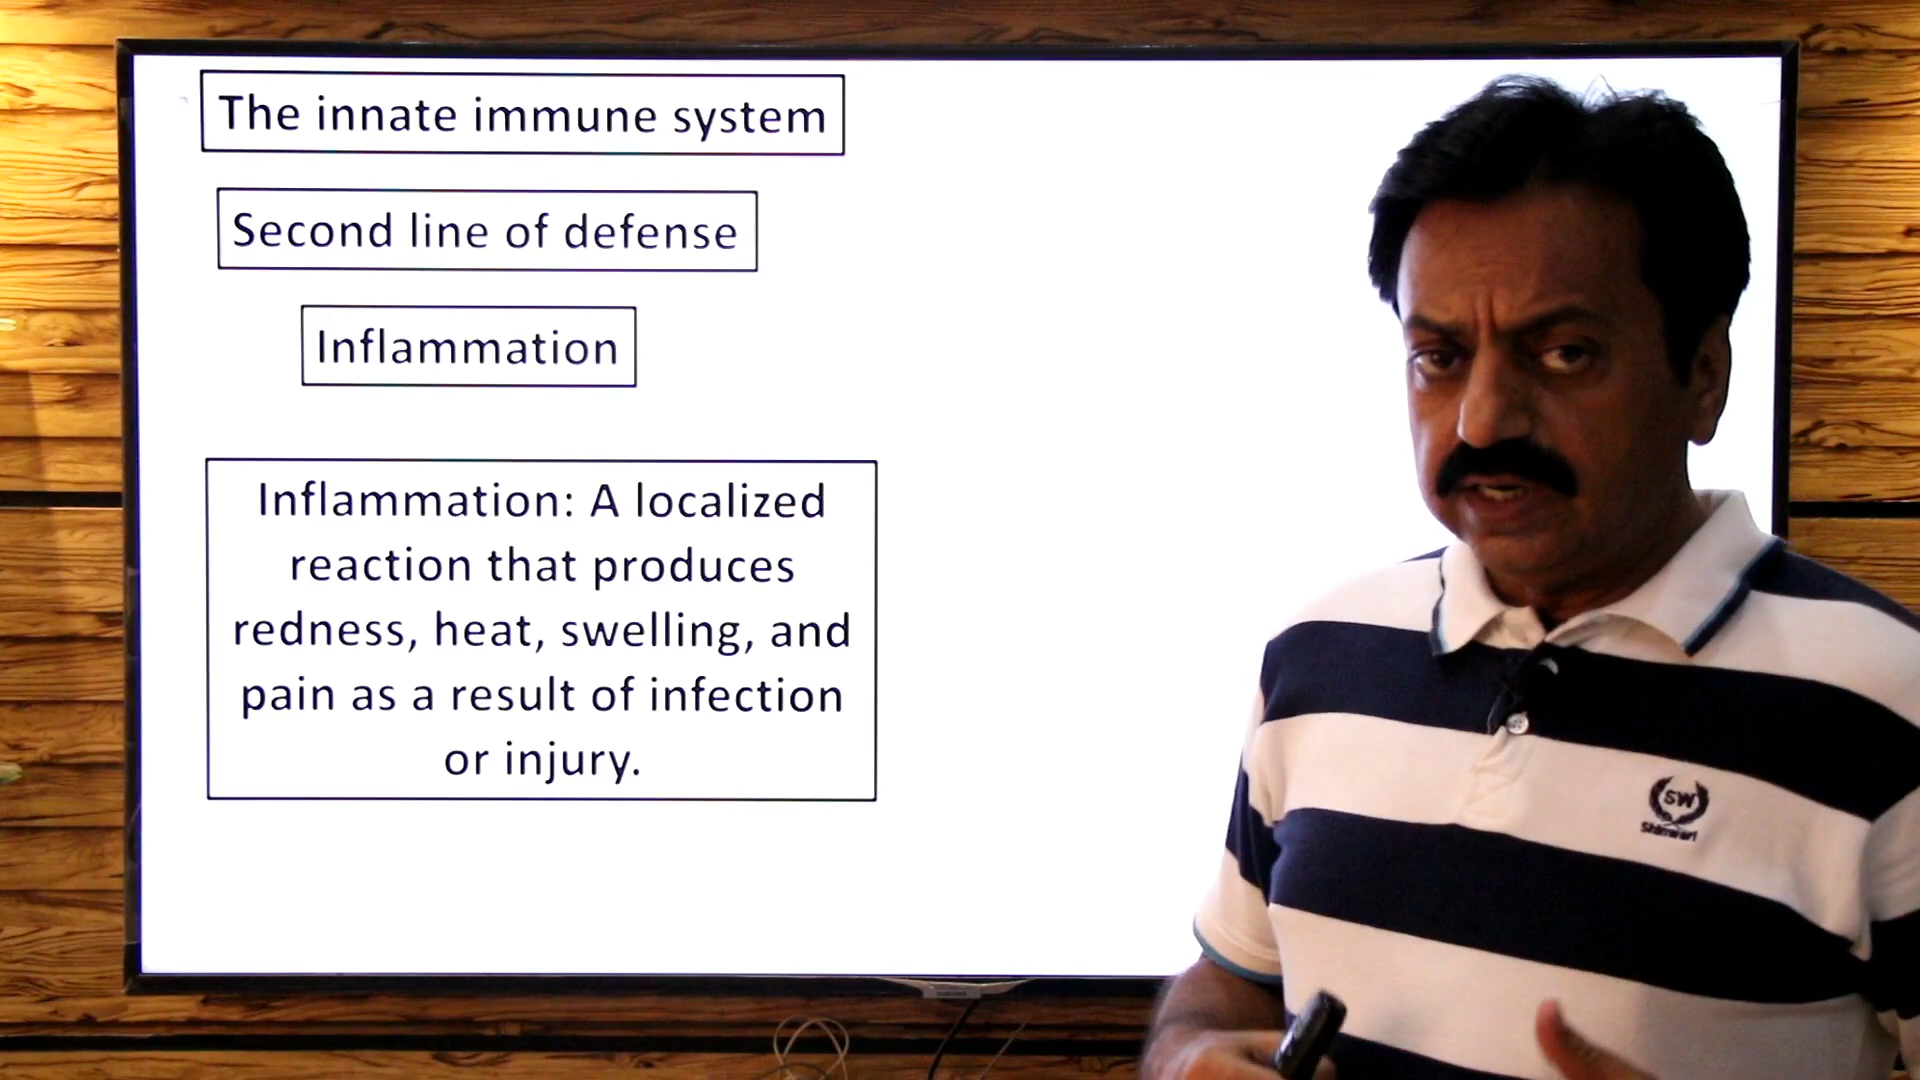 The innate immune system
Second line of defense
Inflammation
Inflammation: A localized
reaction that produces
redness, heat, swelling, and
pain as a result of infection
or injury.
SW
Shinwari